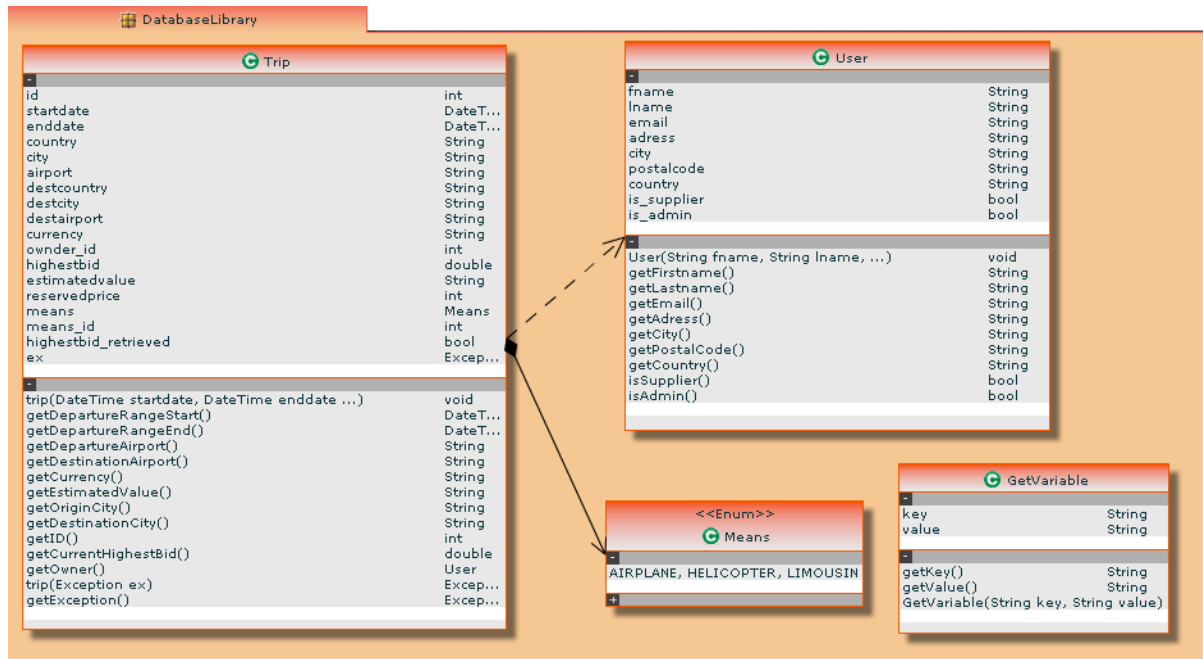 DatabaseLibrary
Trip
id int
startdate DateT...
enddate DateT...
country String
city String
airport String
destcountry String
destcity String
destairport String
currency String
ownder_id int
highestbid double
estimatedvalue String
reservedprice int
means Means
means_id int
highestbid_retrieved bool
ex Excep...
trip(DateTime startdate, DateTime enddate ...) void
getDepartureRangeStart() DateT...
getDepartureRangeEnd() DateT...
getDepartureAirport() String
getDestinationAirport() String
getCurrency() String
getEstimatedValue() String
getOriginCity() String
getDestinationCity() String
getID() int
getCurrentHighestBid() double
getOwner() User
trip(Exception ex) Excep...
getException() Excep...
User
fname String
lname String
email String
adress String
city String
postalcode String
country String
is_supplier bool
is_admin bool
User(String fname, String lname, ...) void
getFirstname() String
getLastname() String
getEmail() String
getAdress() String
getCity() String
getPostalCode() String
getCountry() String
isSupplier() bool
isAdmin() bool
<<Enum>>
Means
AIRPLANE, HELICOPTER, LIMOUSIN
GetVariable
key String
value String
getKey() String
getValue() String
GetVariable(String key, String value)